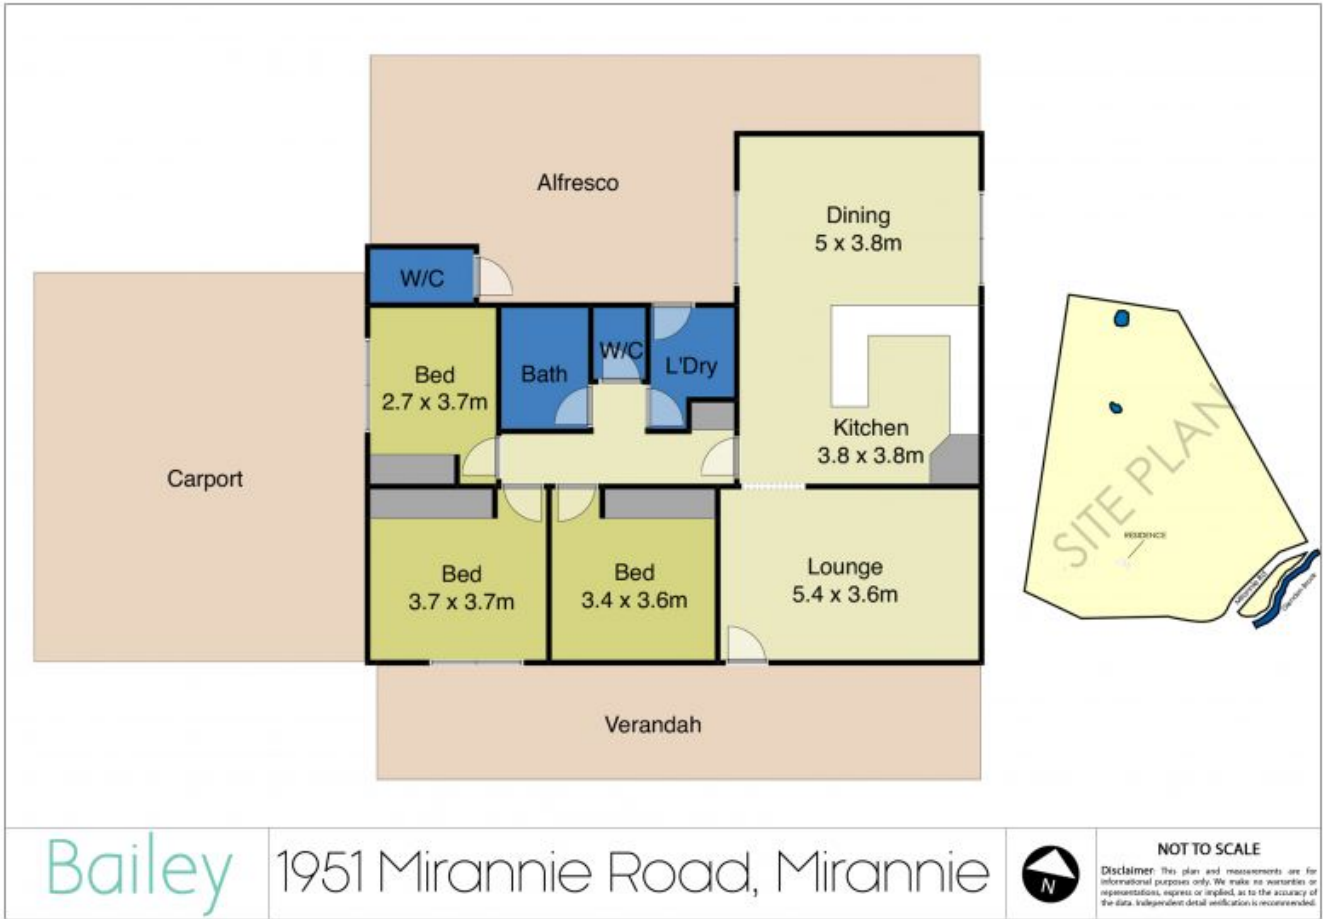 Alfresco
Dining
5 x 3.8m
W/C
W/C
Bath
L'Dry
Bed
2.7 x 3.7m
Kitchen
3.8 x 3.8m
Carport
Bed
3.7 x 3.7m
Bed
3.4 x 3.6m
Lounge
5.4 x 3.6m
Verandah
SITE PLAN
RESIDENCE
Mirannie Rd
Bailey
1951 Mirannie Road, Mirannie
N
NOT TO SCALE
Disclaimer: This plan and measurements are for
informational purposes only. We make no warranties or
representations, express or implied, as to the accuracy of
the data. Independent detail verification is recommended.